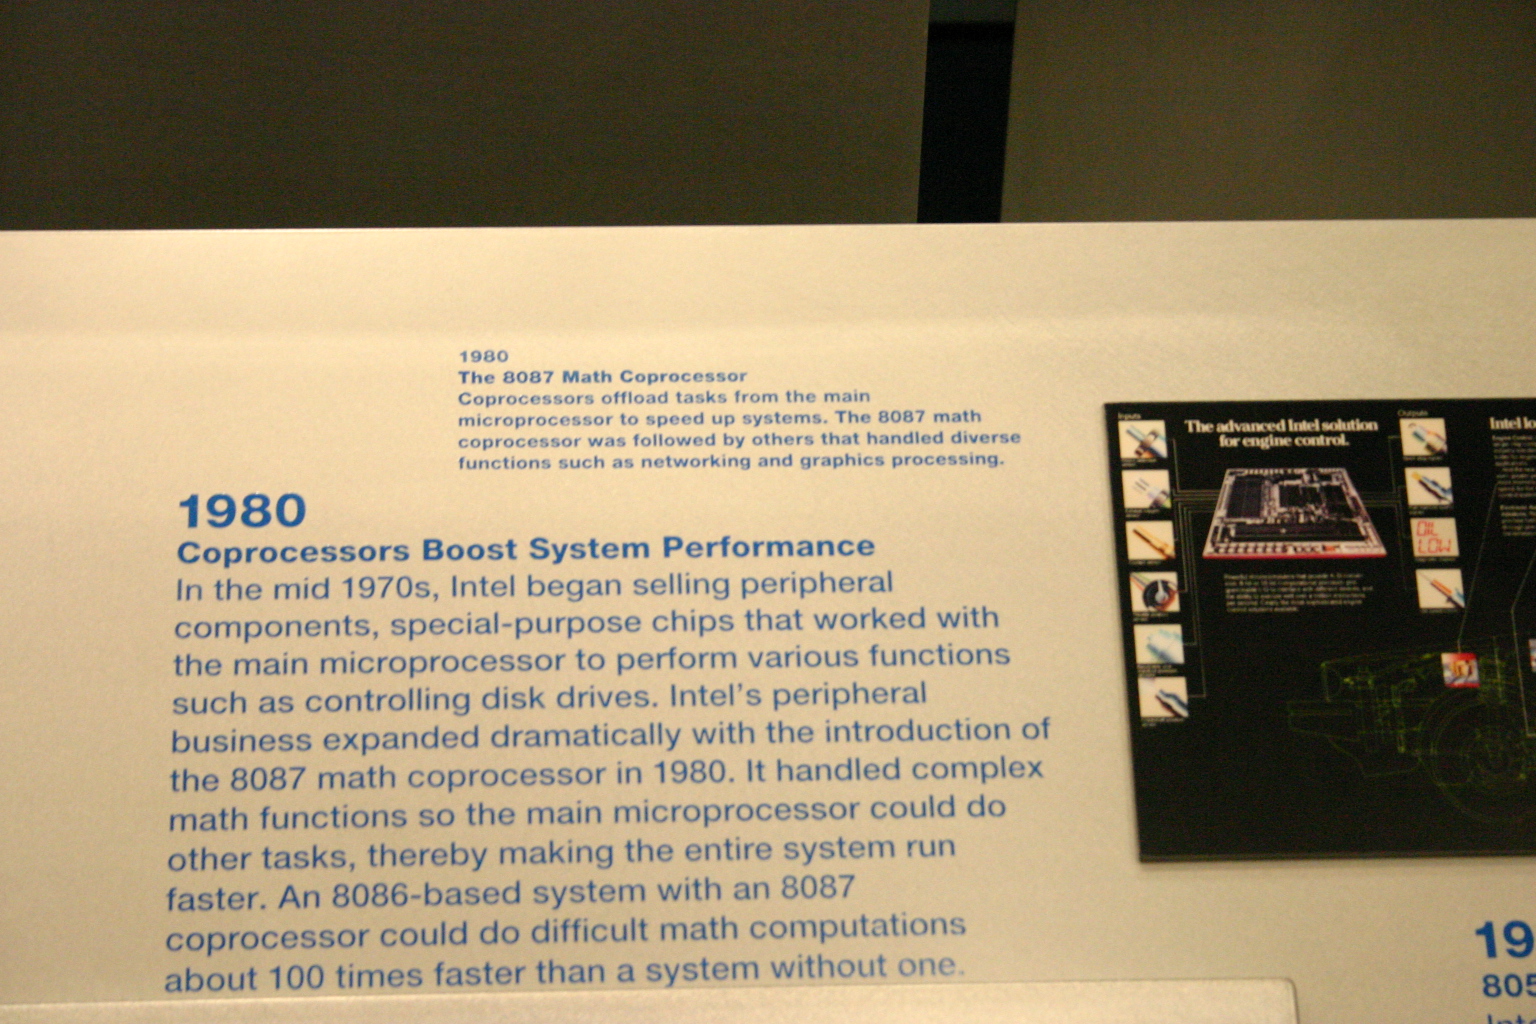 1980
The 8087 Math Coprocessor
Coprocessors offload tasks from the main
microprocessor to speed up systems. The 8087 math
coprocessor was followed by others that handled diverse
functions such as networking and graphics processing.
1980
Coprocessors Boost System Performance
In the mid 1970s, Intel began selling peripheral
components, special-purpose chips that worked with
the main microprocessor to perform various functions
such as controlling disk drives. Intel's peripheral
business expanded dramatically with the introduction of
the 8087 math coprocessor in 1980. It handled complex
math functions so the main microprocessor could do
other tasks, thereby making the entire system run
faster. An 8086-based system with an 8087
coprocessor could do difficult math computations
about 100 times faster than a system without one.
Inputs
The advanced Intel solution
for engine control.
Outputs
OIL
LOW
Intel
19
805